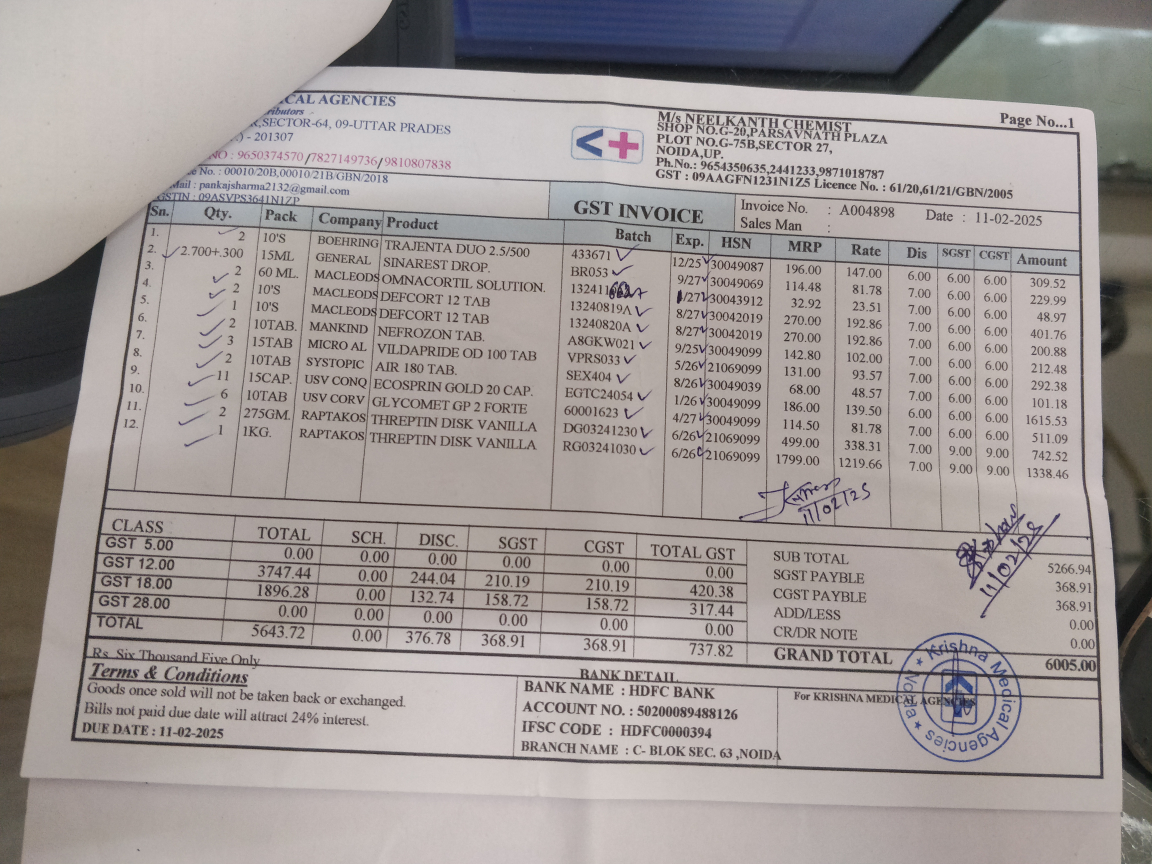 CAL AGENCIES
ributors
R,SECTOR-64, 09-UTTAR PRADES
) - 201307
NO : 9650374570/7827149736/9810807838
e No. : 00010/20B,00010/21B/GBN/2018
Mail : pankajsharma2132@gmail.com
GSTIN : 09ASVPS3641N1ZP
Page No...1
M/s NEELKANTH CHEMIST
SHOP NO.G-20,PARSAVNATH PLAZA
PLOT NO.G-75B,SECTOR 27,
NOIDA,UP.
Ph.No.: 9654350635,2441233,9871018787
GST : 09AAGFN1231N1Z5 Licence No. : 61/20,61/21/GBN/2005
GST INVOICE
Invoice No. : A004898 Date : 11-02-2025
Sales Man :
Sn. Qty. Pack Company Product Batch Exp. HSN MRP Rate Dis SGST CGST Amount
1. 2 10'S BOEHRING TRAJENTA DUO 2.5/500 433671 12/25 30049087 196.00 147.00 6.00 6.00 6.00 309.52
2. 2.700+.300 15ML GENERAL SINAREST DROP. BR053 9/27 30049069 114.48 81.78 7.00 6.00 6.00 229.99
3. 2 60 ML. MACLEODS OMNACORTIL SOLUTION. 1/27 30043912 32.92 23.51 7.00 6.00 6.00 48.97
4. 2 10'S MACLEODS DEFCORT 12 TAB 13240819A 8/27 30042019 270.00 192.86 7.00 6.00 6.00 401.76
5. 1 10'S MACLEODS DEFCORT 12 TAB 13240820A 8/27 30042019 270.00 192.86 7.00 6.00 6.00 200.88
6. 2 10TAB. MANKIND NEFROZON TAB. A8GKW021 9/25 30049099 142.80 102.00 7.00 6.00 6.00 212.48
7. 3 15TAB MICRO AL VILDAPRIDE OD 100 TAB VPRS033 5/26 21069099 131.00 93.57 7.00 6.00 6.00 292.38
8. 2 10TAB SYSTOPIC AIR 180 TAB. SEX404 8/26 30049039 68.00 48.57 7.00 6.00 6.00 101.18
9. 11 15CAP. USV CONQ ECOSPRIN GOLD 20 CAP. EGTC24054 1/26 30049099 186.00 139.50 7.00 6.00 6.00 1615.53
10. 6 10TAB USV CORV GLYCOMET GP 2 FORTE 60001623 4/27 30049099 114.50 81.78 7.00 6.00 6.00 511.09
11. 2 275GM. RAPTAKOS THREPTIN DISK VANILLA DG03241230 6/26 21069099 499.00 338.31 7.00 9.00 9.00 742.52
12. 1 1KG. RAPTAKOS THREPTIN DISK VANILLA RG03241030 6/26 21069099 1799.00 1219.66 7.00 9.00 9.00 1338.46
11/02/25
11/02/25
CLASS TOTAL SCH. DISC. SGST CGST TOTAL GST
GST 5.00 0.00 0.00 0.00 0.00 0.00 0.00
GST 12.00 3747.44 0.00 244.04 210.19 210.19 420.38
GST 18.00 1896.28 0.00 132.74 158.72 158.72 317.44
GST 28.00 0.00 0.00 0.00 0.00 0.00 0.00
TOTAL 5643.72 0.00 376.78 368.91 368.91 737.82
SUB TOTAL 5266.94
SGST PAYBLE 368.91
CGST PAYBLE 368.91
ADD/LESS 0.00
CR/DR NOTE 0.00
GRAND TOTAL 6005.00
Rs. Six Thousand Five Only
Terms & Conditions
Goods once sold will not be taken back or exchanged.
Bills not paid due date will attract 24% interest.
DUE DATE : 11-02-2025
BANK DETAIL
BANK NAME : HDFC BANK
ACCOUNT NO. : 50200089488126
IFSC CODE : HDFC0000394
BRANCH NAME : C- BLOK SEC. 63 ,NOIDA
For KRISHNA MEDICAL AGENCIES
Krishna Medical Agencies
Noida